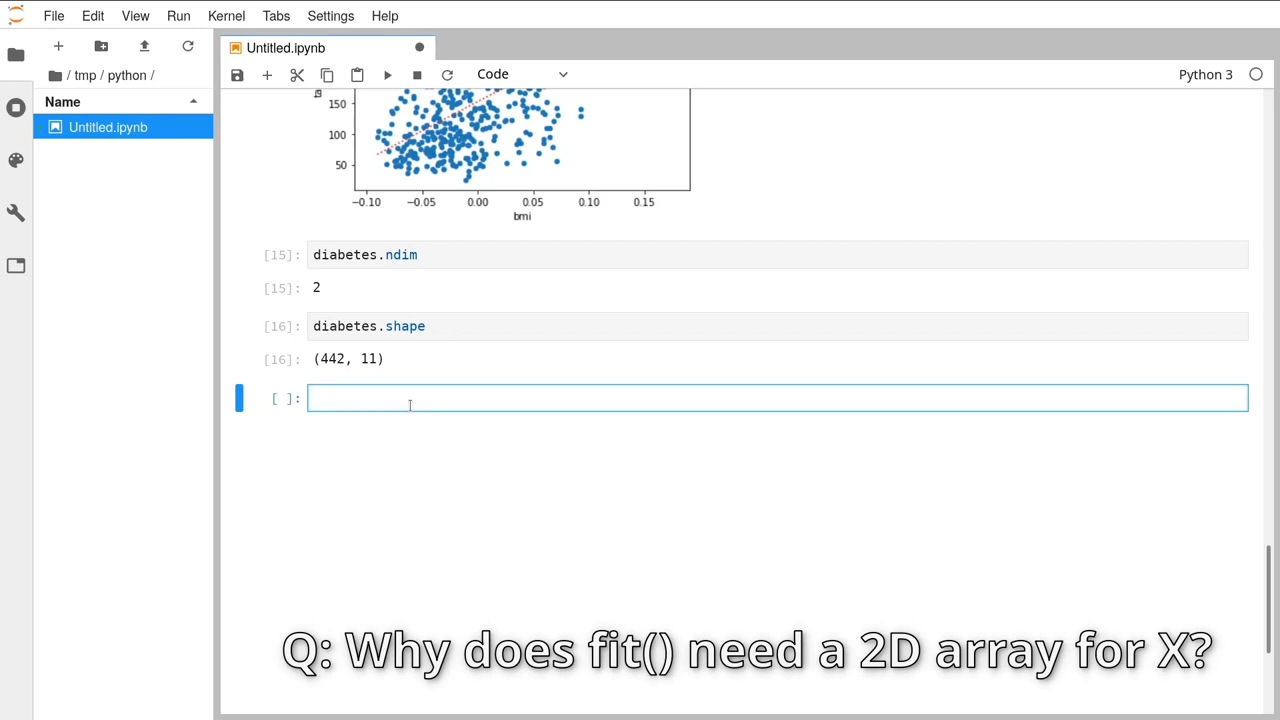 File Edit View Run Kernel Tabs Settings Help
Untitled.ipynb
Code
Python 3
/ tmp / python /
Name
Untitled.ipynb
150
100
50
−0.10 −0.05 0.00 0.05 0.10 0.15
bmi
[15]: diabetes.ndim
[15]: 2
[16]: diabetes.shape
[16]: (442, 11)
[ ]:
Q: Why does fit() need a 2D array for X?